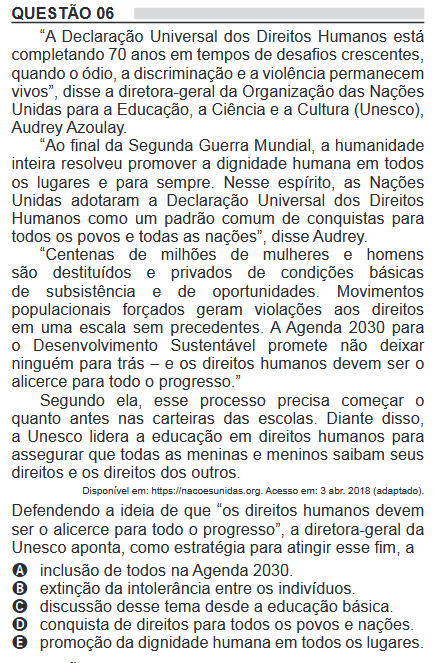 QUESTÃO 06
“A Declaração Universal dos Direitos Humanos está
completando 70 anos em tempos de desafios crescentes,
quando o ódio, a discriminação e a violência permanecem
vivos”, disse a diretora-geral da Organização das Nações
Unidas para a Educação, a Ciência e a Cultura (Unesco),
Audrey Azoulay.
“Ao final da Segunda Guerra Mundial, a humanidade
inteira resolveu promover a dignidade humana em todos
os lugares e para sempre. Nesse espírito, as Nações
Unidas adotaram a Declaração Universal dos Direitos
Humanos como um padrão comum de conquistas para
todos os povos e todas as nações”, disse Audrey.
“Centenas de milhões de mulheres e homens
são destituídos e privados de condições básicas
de subsistência e de oportunidades. Movimentos
populacionais forçados geram violações aos direitos
em uma escala sem precedentes. A Agenda 2030 para
o Desenvolvimento Sustentável promete não deixar
ninguém para trás – e os direitos humanos devem ser o
alicerce para todo o progresso.”
Segundo ela, esse processo precisa começar o
quanto antes nas carteiras das escolas. Diante disso,
a Unesco lidera a educação em direitos humanos para
assegurar que todas as meninas e meninos saibam seus
direitos e os direitos dos outros.
Disponível em: https://nacoesunidas.org. Acesso em: 3 abr. 2018 (adaptado).
Defendendo a ideia de que “os direitos humanos devem
ser o alicerce para todo o progresso”, a diretora-geral da
Unesco aponta, como estratégia para atingir esse fim, a
A inclusão de todos na Agenda 2030.
B extinção da intolerância entre os indivíduos.
C discussão desse tema desde a educação básica.
D conquista de direitos para todos os povos e nações.
E promoção da dignidade humana em todos os lugares.